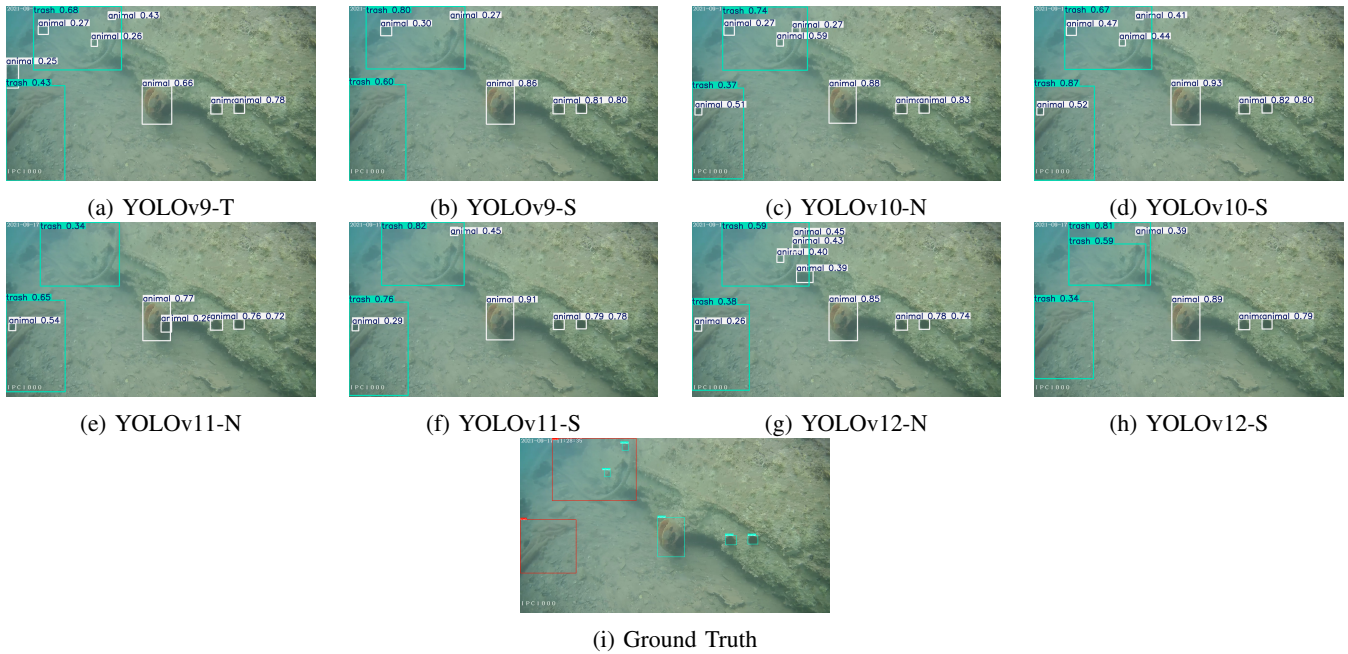 2021-08-17 trash 0.68 animal 0.43
animal 0.27
animal 0.26
animal 0.25
trash 0.43
animal 0.66
animal 0.78
IPC1000
(a) YOLOv9-T
trash 0.80 animal 0.27
animal 0.30
trash 0.60
animal 0.86
animal 0.81 0.80
IPC1000
(b) YOLOv9-S
trash 0.74
animal 0.27 animal 0.27
0.59
trash 0.37
animal 0.51
animal 0.88
animal 0.83
IPC1000
(c) YOLOv10-N
trash 0.67 0.41
animal 0.47
animal 0.44
trash 0.87
animal 0.52
animal 0.93
animal 0.82 0.80
IPC1000
(d) YOLOv10-S
trash 0.34
trash 0.65
animal 0.54
animal 0.77
animal 0.76 0.72
IPC1000
(e) YOLOv11-N
trash 0.82
animal 0.45
trash 0.76
animal 0.29
animal 0.91
animal 0.79 0.78
IPC1000
(f) YOLOv11-S
trash 0.59 animal 0.45
animal 0.43
animal 0.40
animal 0.39
trash 0.38
animal 0.26
animal 0.85
animal 0.78 0.74
IPC1000
(g) YOLOv12-N
trash 0.81
animal 0.39
trash 0.59
trash 0.34
animal 0.89
animal 0.79
IPC1000
(h) YOLOv12-S
IPC1000
(i) Ground Truth